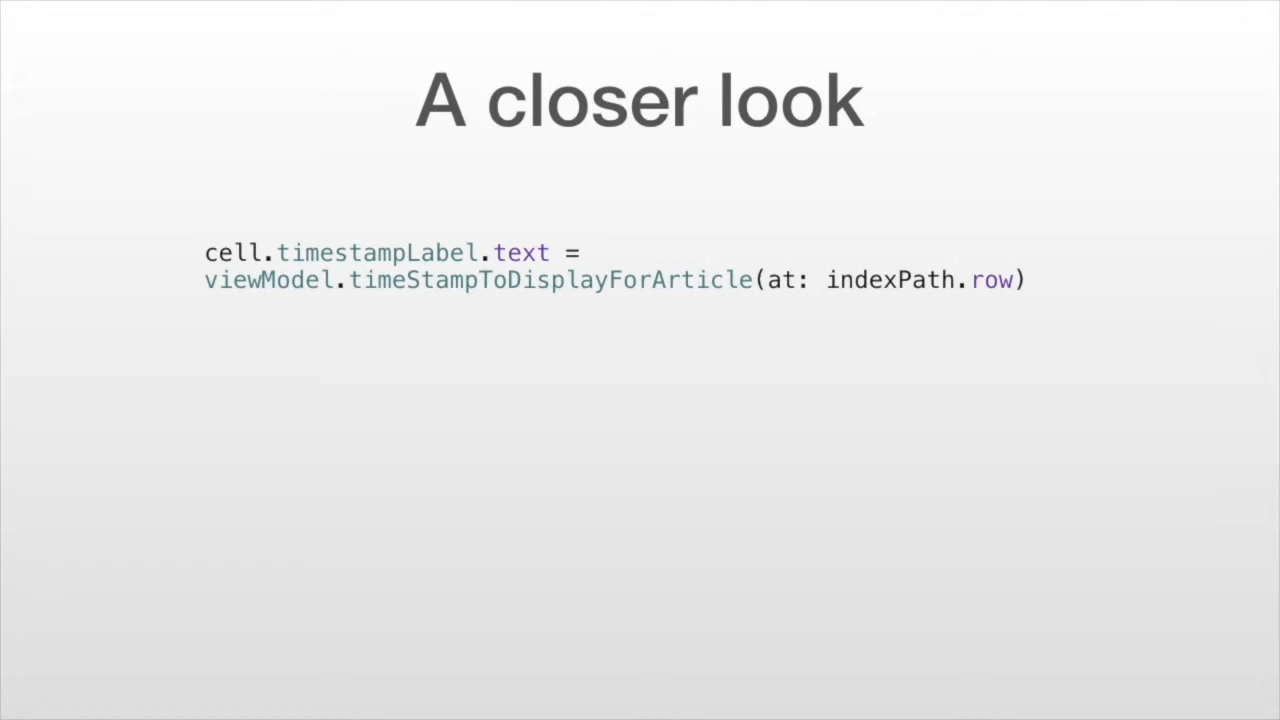 A closer look
cell.timestampLabel.text =
viewModel.timeStampToDisplayForArticle(at: indexPath.row)